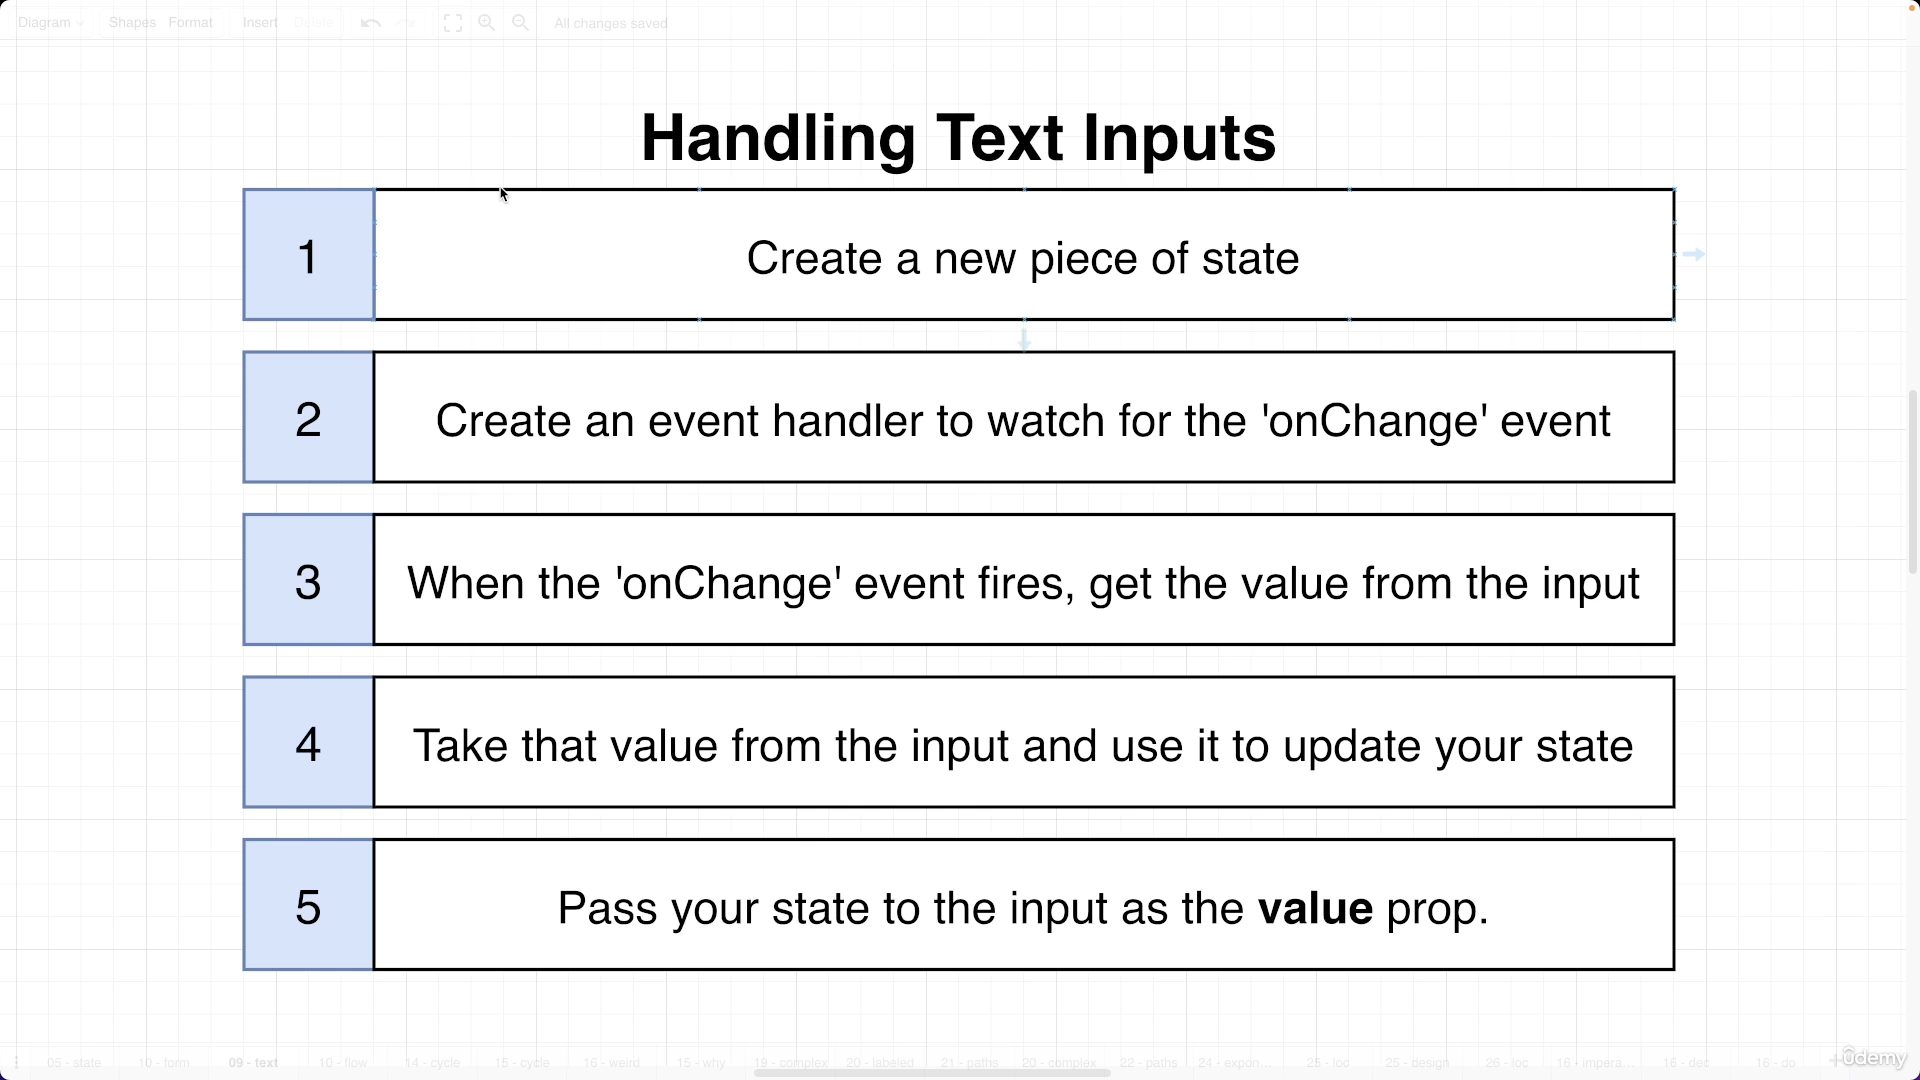 Diagram Shapes Format Insert Delete All changes saved
Handling Text Inputs
1 Create a new piece of state
2 Create an event handler to watch for the 'onChange' event
3 When the 'onChange' event fires, get the value from the input
4 Take that value from the input and use it to update your state
5 Pass your state to the input as the value prop.
05 - state 10 - form 09 - text 10 - flow 14 - cycle 15 - cycle 16 - weird 15 - why 19 - complex 20 - labeled 21 - paths 20 - complex 22 - paths 24 - expon... 25 - loc 25 - design 26 - loc 16 - impera... 16 - dec 16 - do
ûdemy